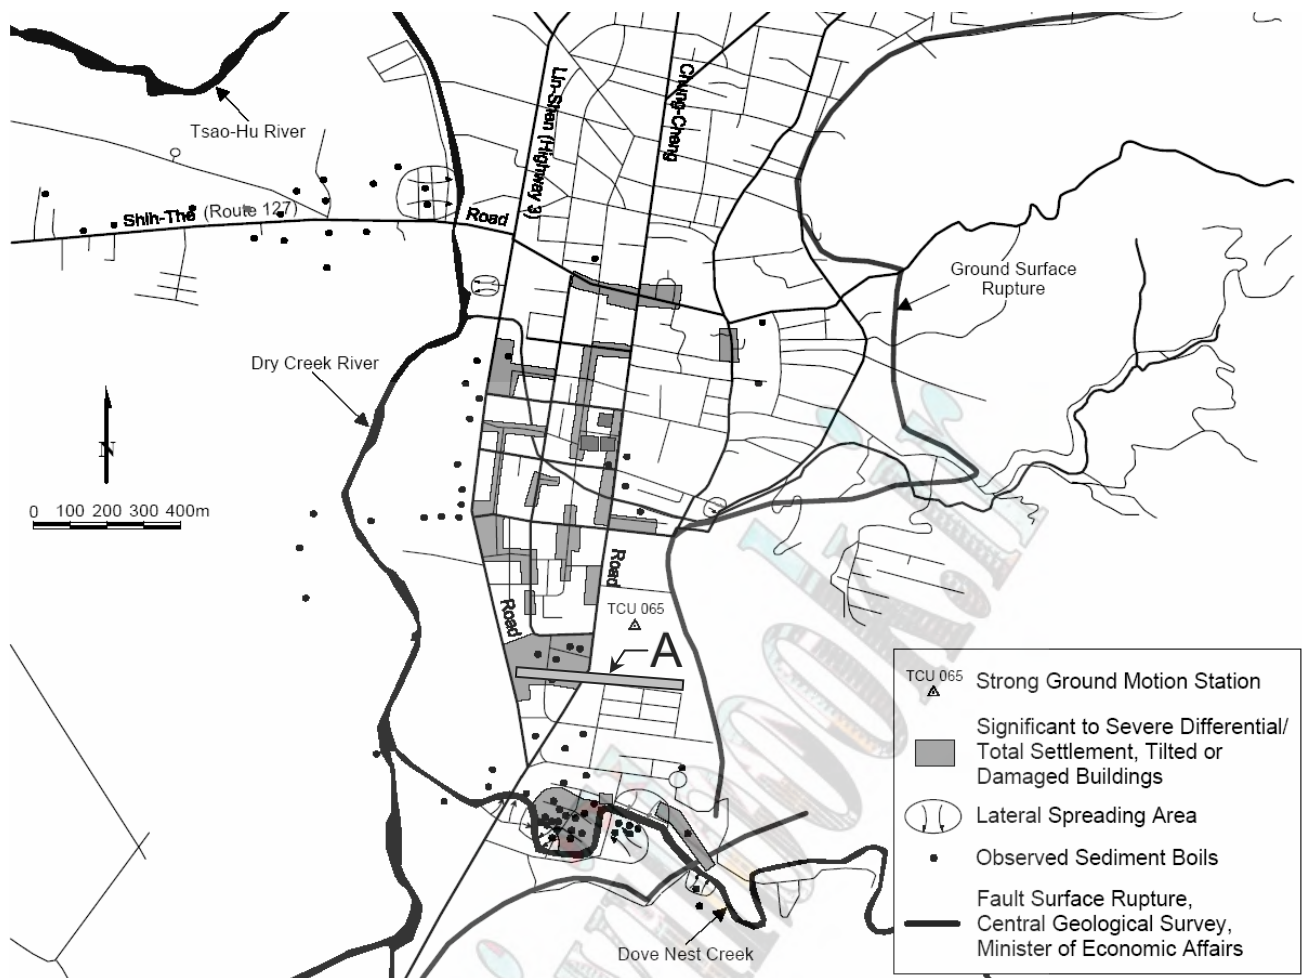 Tsao-Hu River
Lin-Shen (Highway 3)
Chung-Cheng
Shih-The (Route 127)
Road
Ground Surface
Rupture
Dry Creek River
N
0 100 200 300 400m
Road
Road
TCU 065
A
Dove Nest Creek
TCU 065
Strong Ground Motion Station
Significant to Severe Differential/
Total Settlement, Tilted or
Damaged Buildings
Lateral Spreading Area
Observed Sediment Boils
Fault Surface Rupture,
Central Geological Survey,
Minister of Economic Affairs